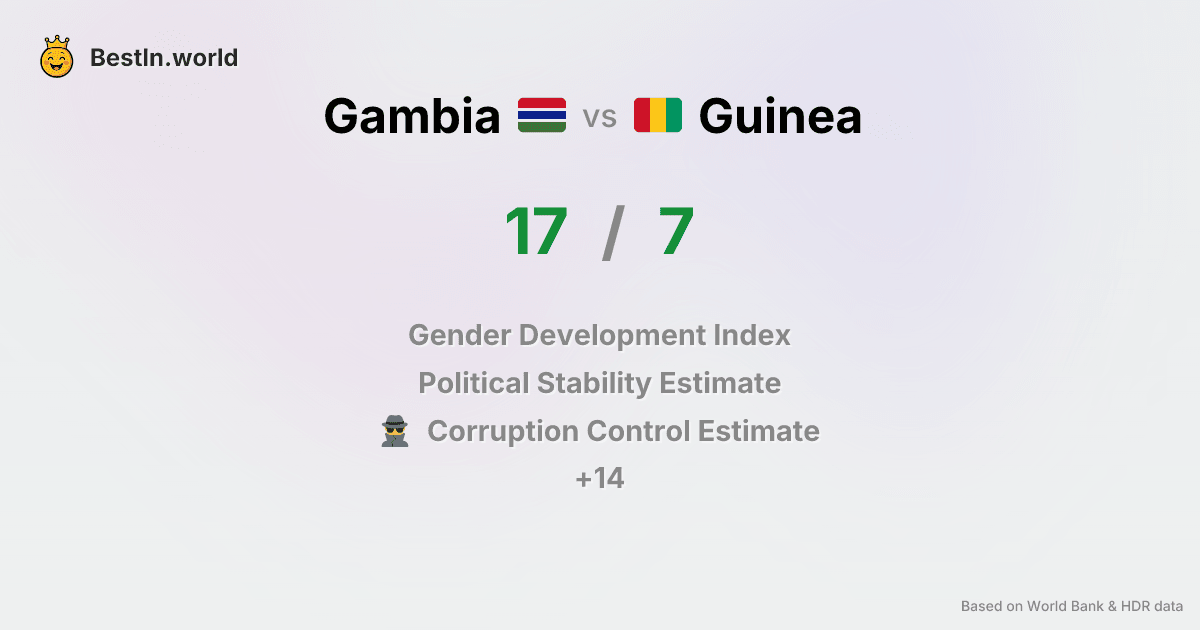 BestIn.world
Gambia vs Guinea
17 / 7
Gender Development Index
Political Stability Estimate
Corruption Control Estimate
+14
Based on World Bank & HDR data